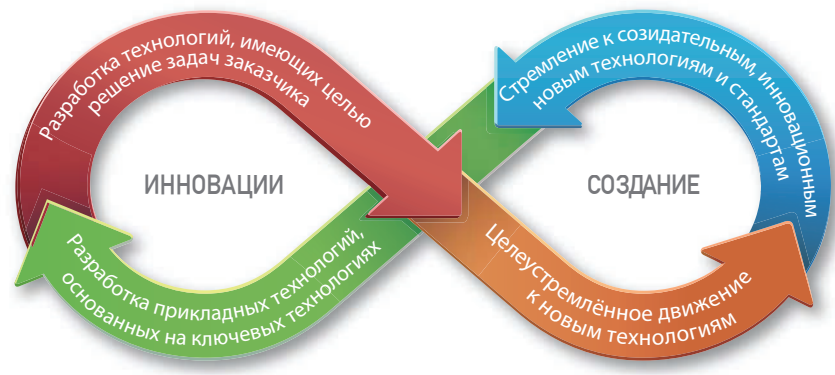 Разработка технологий, имеющих целью
решение задач заказчика
Стремление к созидательным, инновационным
новым технологиям и стандартам
ИННОВАЦИИ
СОЗДАНИЕ
Разработка прикладных технологий,
основанных на ключевых технологиях
Целеустремлённое движение
к новым технологиям